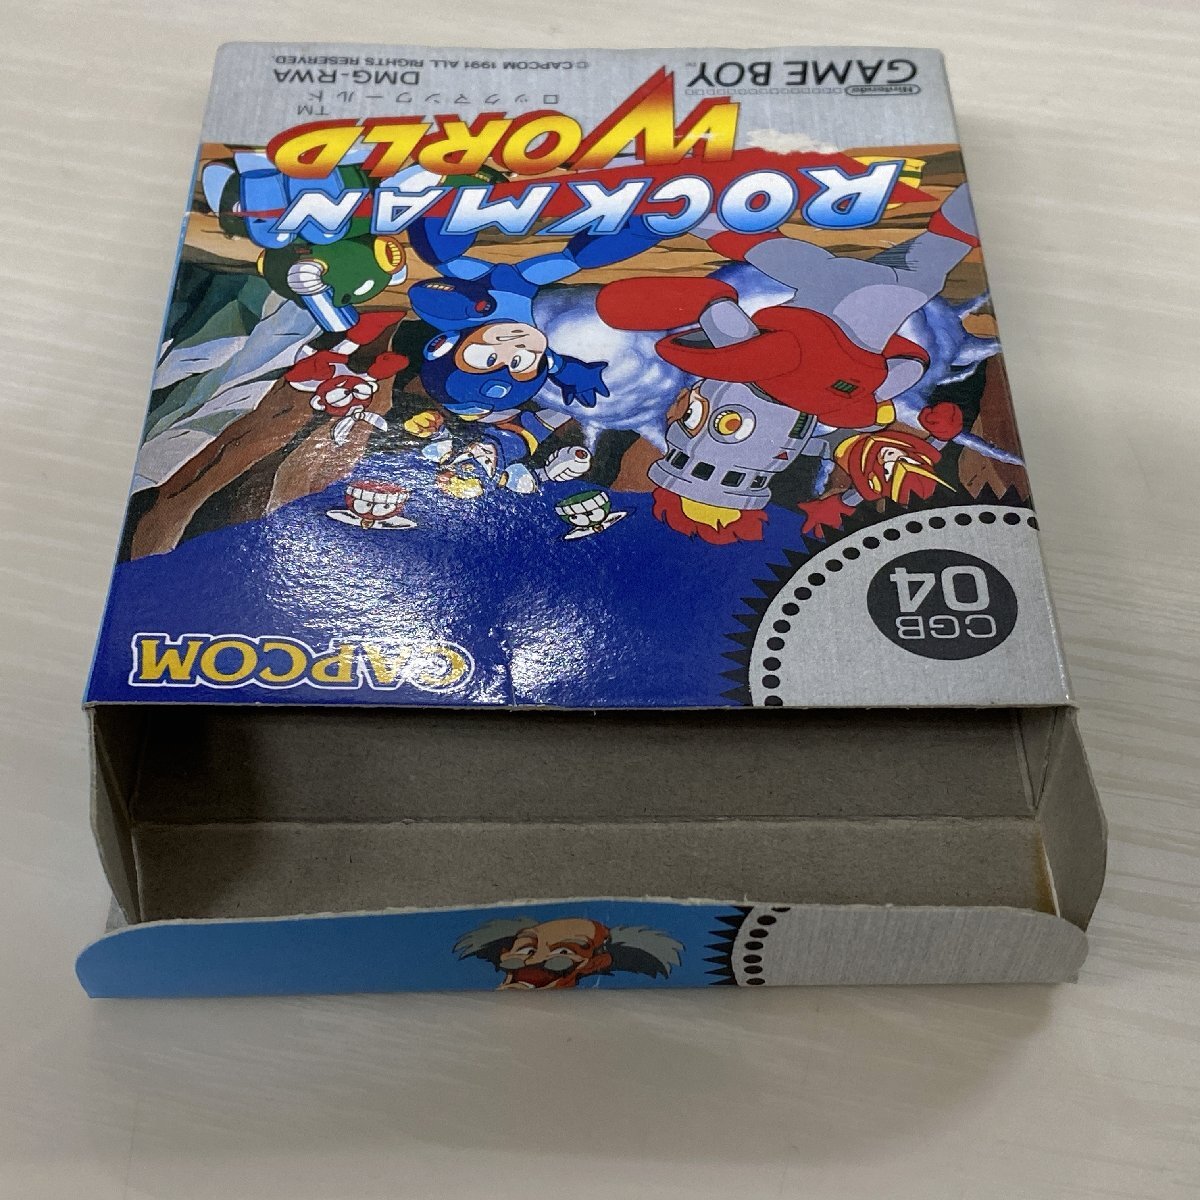 CAPCOM
CGB
04
ROCKMAN
WORLD
TM
ロックマンワールド
Nintendo
GAME BOY
TM
DMG-RWA
© CAPCOM 1991 ALL RIGHTS RESERVED.